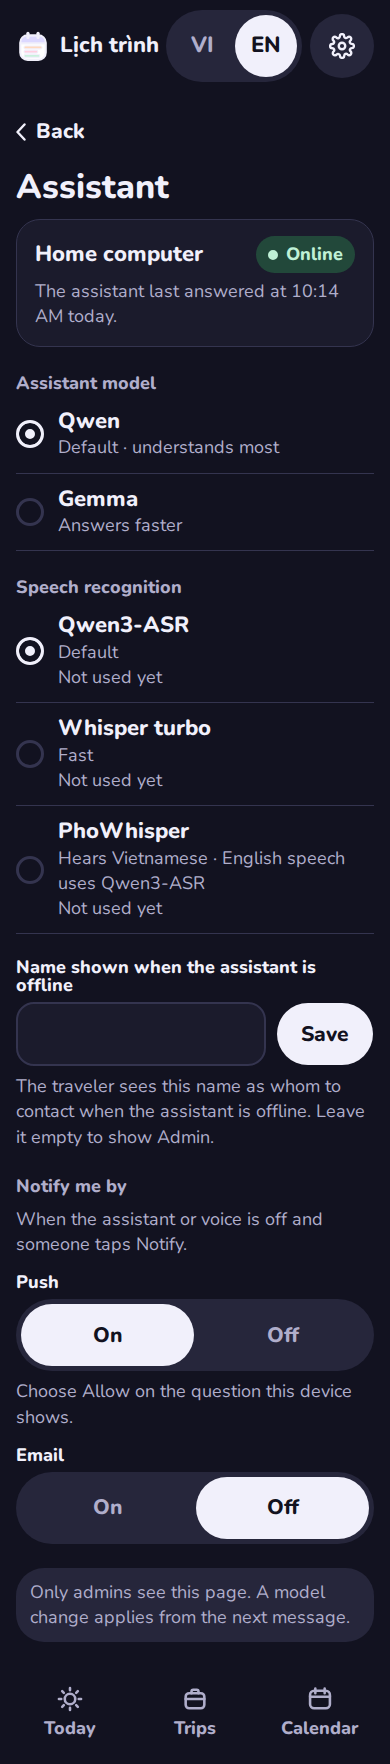 Lịch trình
VI
EN
Back
Assistant
Home computer
Online
The assistant last answered at 10:14
AM today.
Assistant model
Qwen
Default · understands most
Gemma
Answers faster
Speech recognition
Qwen3-ASR
Default
Not used yet
Whisper turbo
Fast
Not used yet
PhoWhisper
Hears Vietnamese · English speech
uses Qwen3-ASR
Not used yet
Name shown when the assistant is
offline
Save
The traveler sees this name as whom to
contact when the assistant is offline. Leave
it empty to show Admin.
Notify me by
When the assistant or voice is off and
someone taps Notify.
Push
On
Off
Choose Allow on the question this device
shows.
Email
On
Off
Only admins see this page. A model
change applies from the next message.
Today
Trips
Calendar